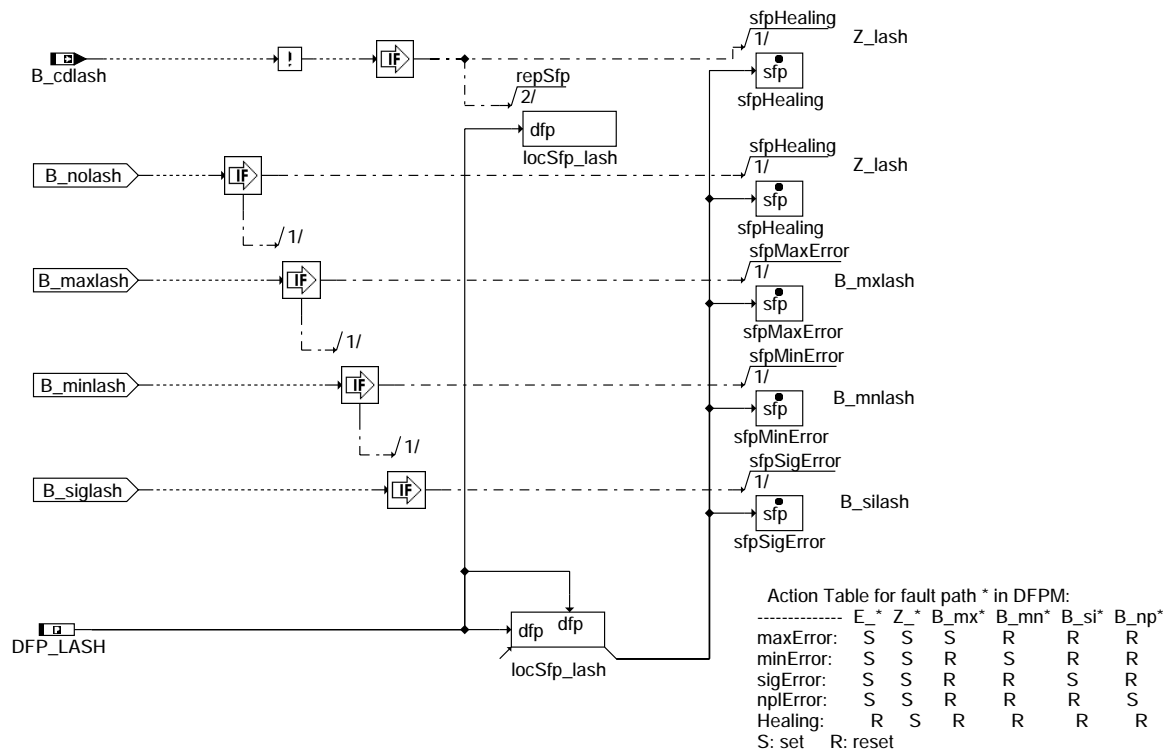 sfpHealing
1/
Z_lash
!
IF
sfp
B_cdlash
repSfp
2/
sfpHealing
dfp
locSfp_lash
sfpHealing
1/
Z_lash
B_nolash
IF
sfp
sfpHealing
1/
sfpMaxError
1/
B_maxlash
IF
B_mxlash
sfp
sfpMaxError
1/
sfpMinError
1/
B_minlash
IF
B_mnlash
sfp
sfpMinError
1/
sfpSigError
1/
B_siglash
IF
B_silash
sfp
sfpSigError
Action Table for fault path * in DFPM:
-------------- E_* Z_* B_mx* B_mn* B_si* B_np*
maxError: S S S R R R
minError: S S R S R R
sigError: S S R R S R
nplError: S S R R R S
Healing: R S R R R R
S: set R: reset
P
dfp
dfp
DFP_LASH
locSfp_lash